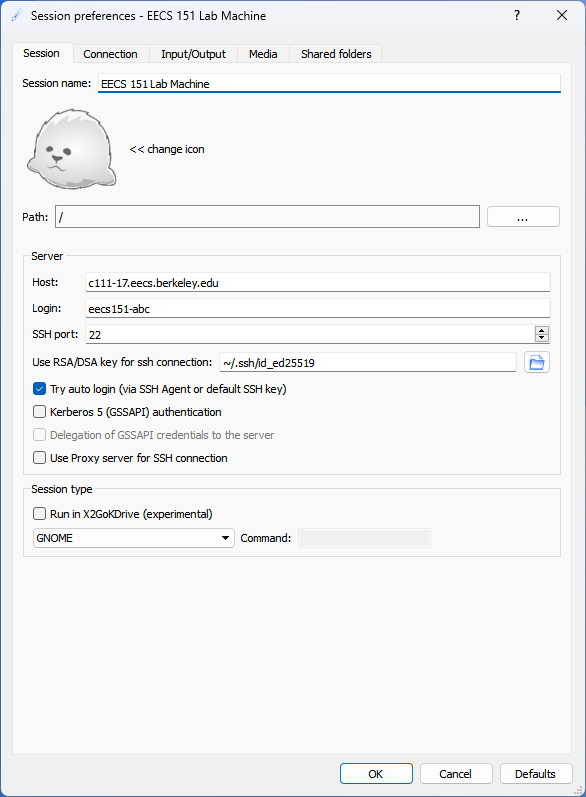 Session preferences - EECS 151 Lab Machine ?
Session Connection Input/Output Media Shared folders
Session name: EECS 151 Lab Machine
<< change icon
Path: / ...
Server
Host: c111-17.eecs.berkeley.edu
Login: eecs151-abc
SSH port: 22
Use RSA/DSA key for ssh connection: ~/.ssh/id_ed25519
Try auto login (via SSH Agent or default SSH key)
Kerberos 5 (GSSAPI) authentication
Delegation of GSSAPI credentials to the server
Use Proxy server for SSH connection
Session type
Run in X2GoKDrive (experimental)
GNOME Command:
OK Cancel Defaults